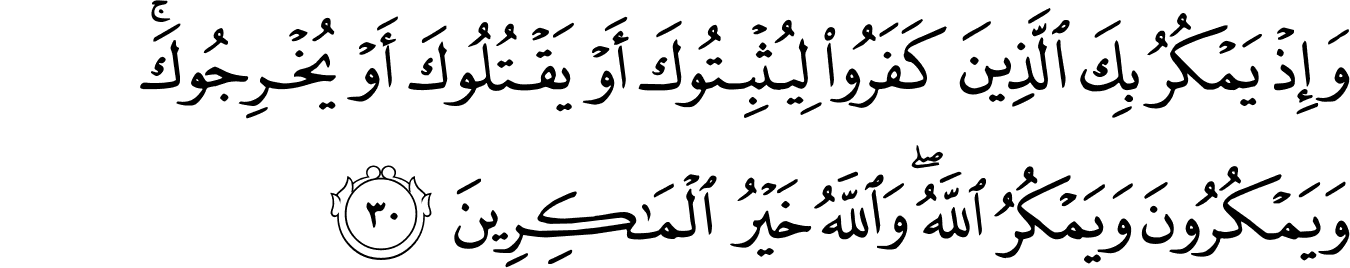 وَإِذْ يَمْكُرُ بِكَ ٱلَّذِينَ كَفَرُوا۟ لِيُثْبِتُوكَ أَوْ يَقْتُلُوكَ أَوْ يُخْرِجُوكَ ۚ
وَيَمْكُرُونَ وَيَمْكُرُ ٱللَّهُ ۖ وَٱللَّهُ خَيْرُ ٱلْمَـٰكِرِينَ ٣٠